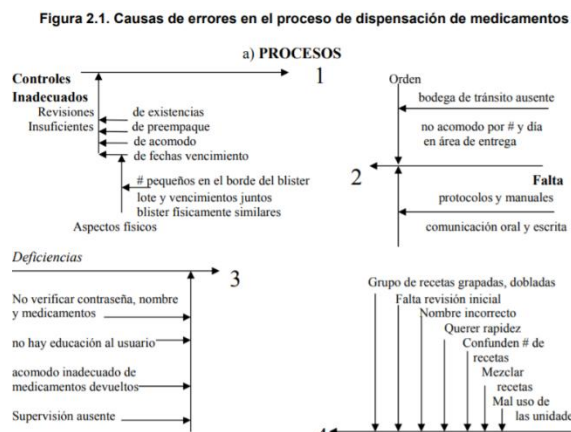 Figura 2.1. Causas de errores en el proceso de dispensación de medicamentos
a) PROCESOS
Controles
Inadecuados
1
Revisiones
Insuficientes
de existencias
de preempaque
de acomodo
de fechas vencimiento
# pequeños en el borde del blister
lote y vencimientos juntos
blister físicamente similares
Aspectos físicos
Orden
bodega de tránsito ausente
no acomodo por # y día
en área de entrega
2
Falta
protocolos y manuales
comunicación oral y escrita
Deficiencias
3
No verificar contraseña, nombre
y medicamentos
no hay educación al usuario
acomodo inadecuado de
medicamentos devueltos
Supervisión ausente
Grupo de recetas grapadas, dobladas
Falta revisión inicial
Nombre incorrecto
Querer rapidez
Confunden # de
recetas
Mezclar
recetas
Mal uso de
las unidade